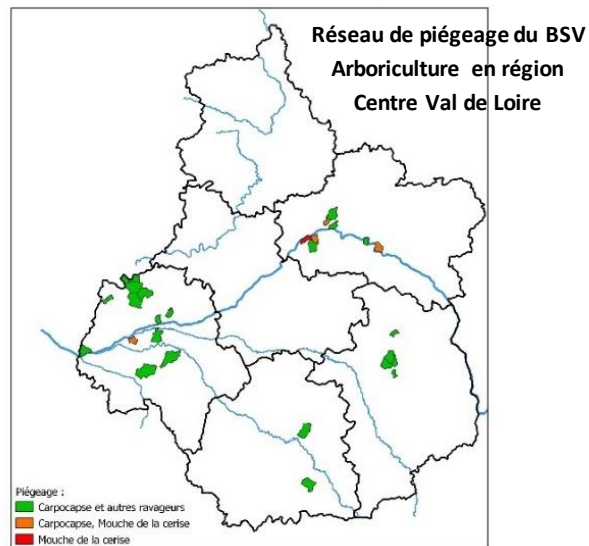 Réseau de piégeage du BSV
Arboriculture en région
Centre Val de Loire
Piégeage :
Carpocapse et autres ravageurs
Carpocapse, Mouche de la cerise
Mouche de la cerise